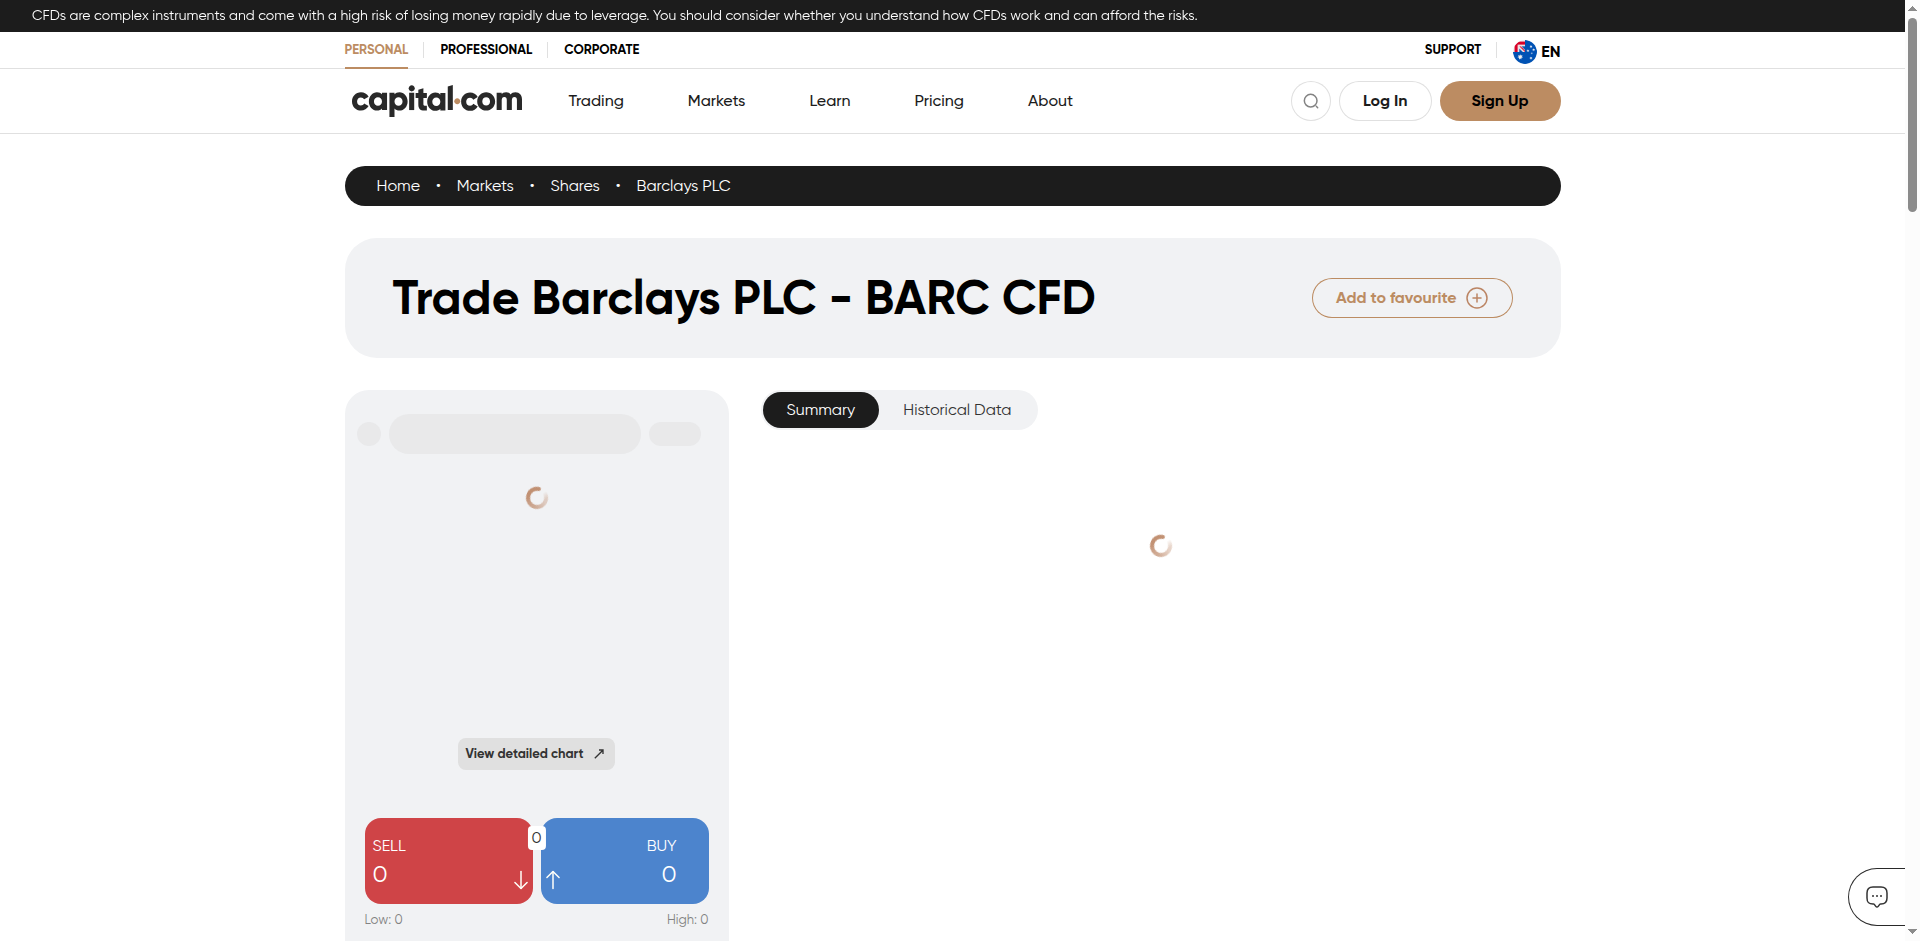 CFDs are complex instruments and come with a high risk of losing money rapidly due to leverage. You should consider whether you understand how CFDs work and can afford the risks.
PERSONAL PROFESSIONAL CORPORATE SUPPORT EN
capital.com Trading Markets Learn Pricing About Log In Sign Up
Home • Markets • Shares • Barclays PLC
Trade Barclays PLC - BARC CFD Add to favourite
Summary Historical Data
View detailed chart
SELL 0 BUY
0 0
Low: 0 High: 0